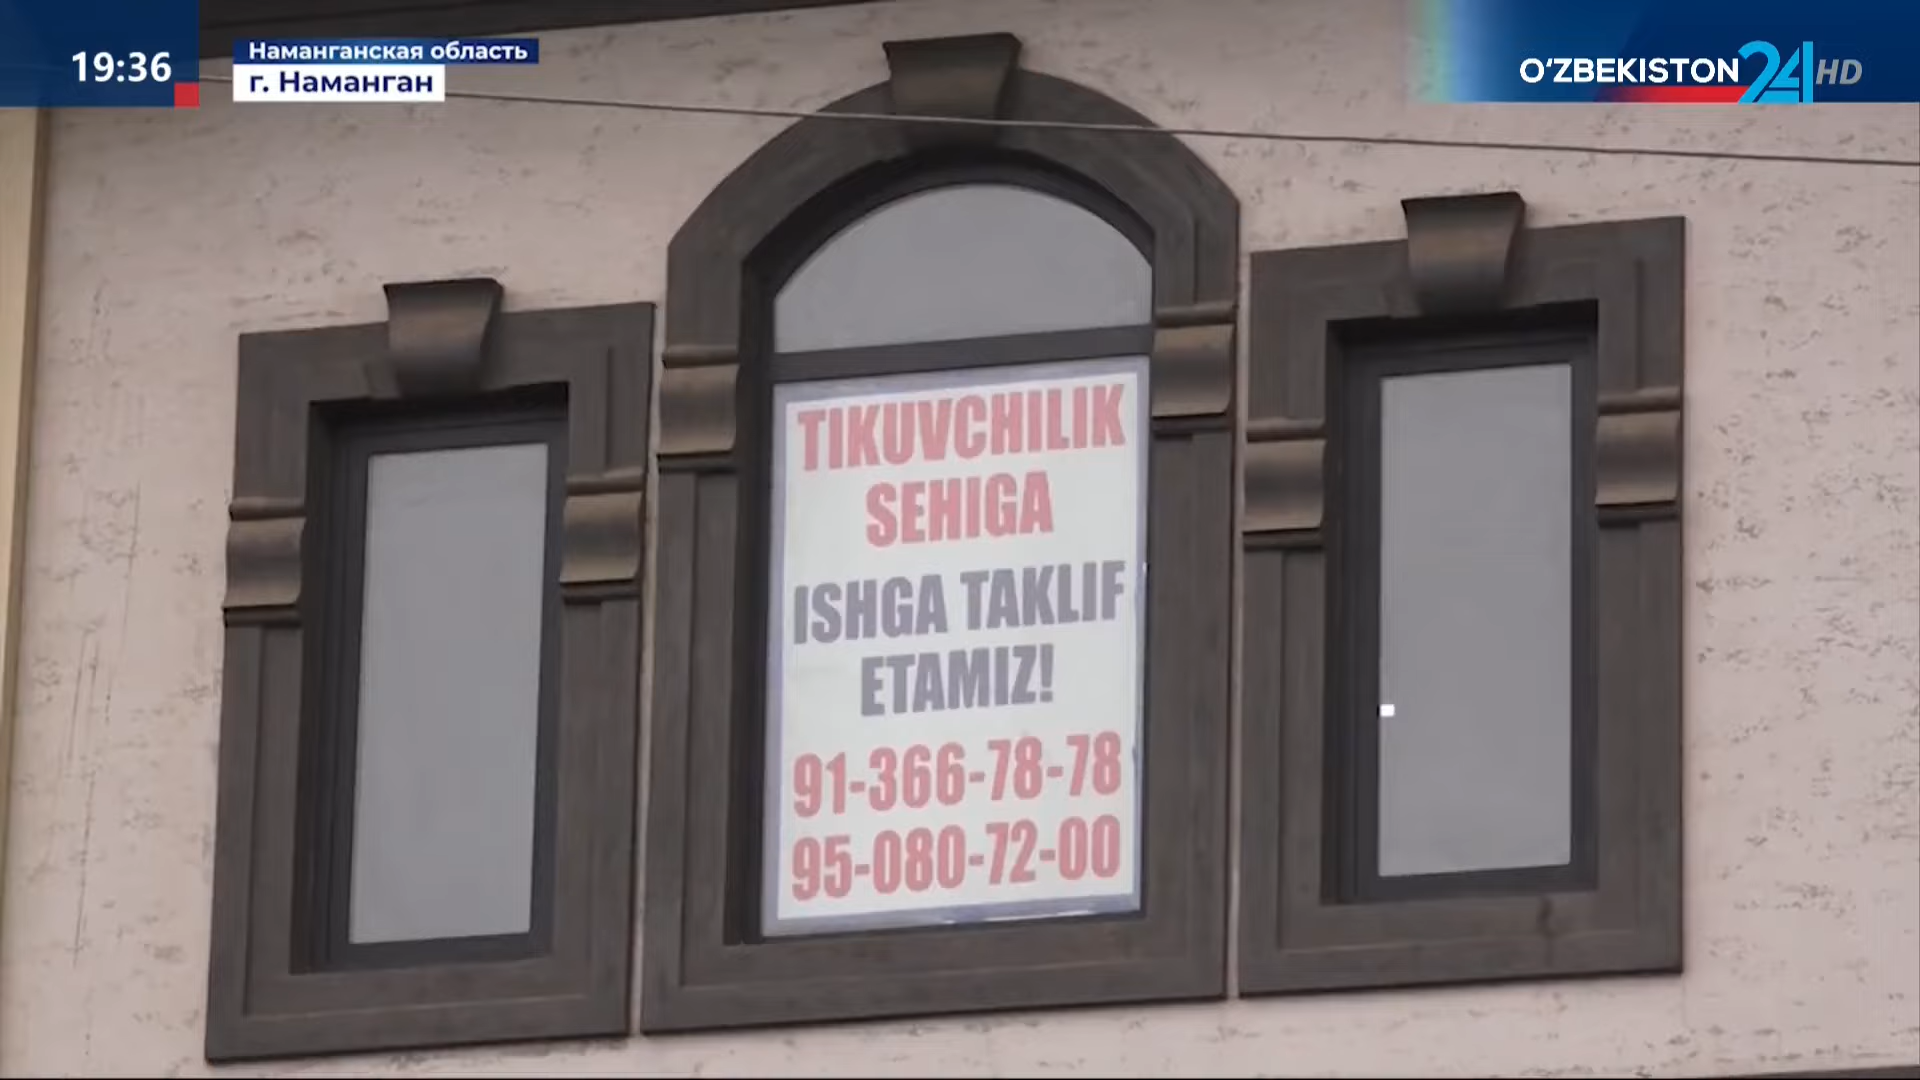 19:36
Наманганская область
г. Наманган
O‘ZBEKISTON 24 HD
TIKUVCHILIK
SEHIGA
ISHGA TAKLIF
ETAMIZ!
91-366-78-78
95-080-72-00